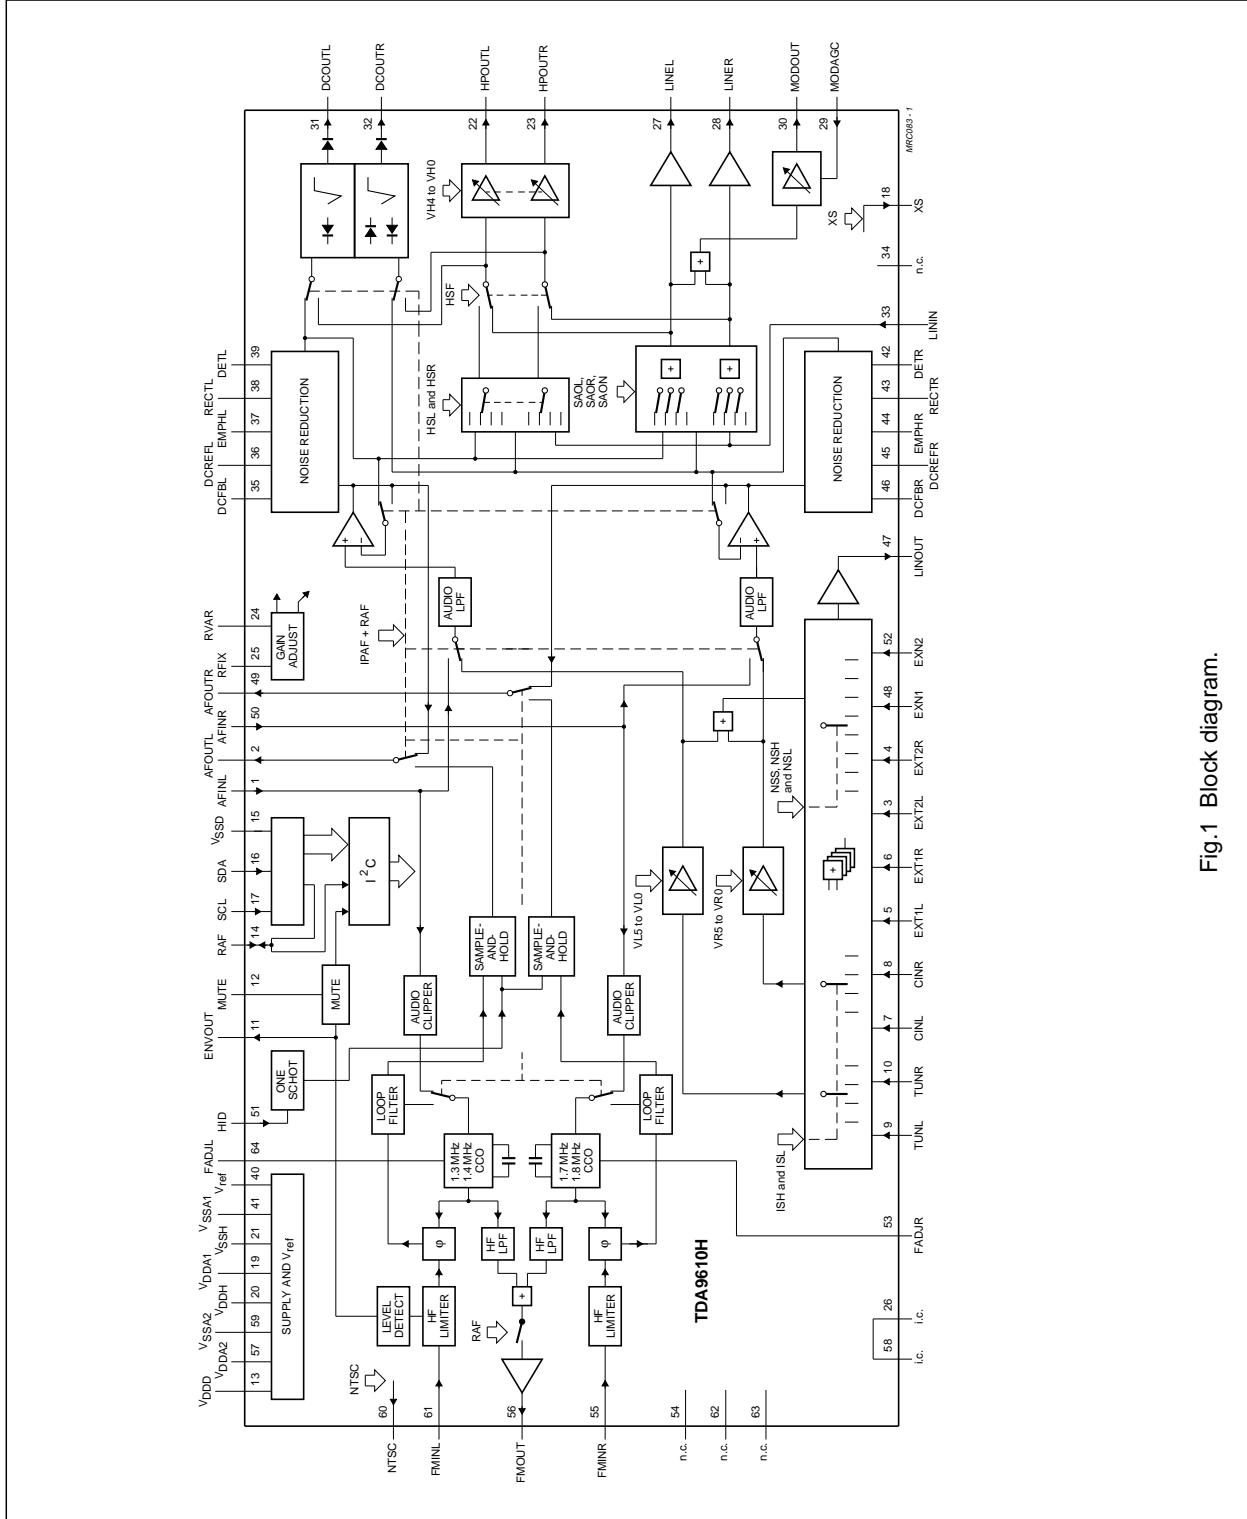 DCOUTL
31
DCOUTR
32
HPOUTL
22
HPOUTR
23
LINEL
27
LINER
28
MODOUT
30
MODAGC
29
MRC083 - 1
VH4 to VH0
XS
18
XS
34
n.c.
HSF
33
LININ
DETL
39
RECTL
38
EMPHL
37
DCREFL
36
DCFBL
35
NOISE REDUCTION
HSL and HSR
SAOL,
SAOR,
SAON
+
+
+
NOISE REDUCTION
42
DETR
43
RECTR
44
EMPHR
45
DCREFR
46
DCFBR
+
−
−
+
47
LINOUT
AUDIO
LPF
AUDIO
LPF
RVAR
24
RFIX
25
GAIN
ADJUST
IPAF + RAF
AFOUTR
49
AFINR
50
AFOUTL
2
AFINL
1
+
NSS, NSH
and NSL
52
EXN2
48
EXN1
4
EXT2R
3
EXT2L
6
EXT1R
5
EXT1L
8
CINR
7
CINL
10
TUNR
9
TUNL
+
VSSD
15
SDA
16
SCL
17
RAF
14
I2C
VL5 to VL0
VR5 to VR0
SAMPLE-
AND-
HOLD
SAMPLE-
AND-
HOLD
MUTE
12
MUTE
AUDIO
CLIPPER
AUDIO
CLIPPER
ENVOUT
11
ONE
SCHOT
HID
51
LOOP
FILTER
LOOP
FILTER
FADJL
64
1.3 MHz
1.4 MHz
CCO
1.7 MHz
1.8 MHz
CCO
ISH and ISL
Vref
40
VSSA1
41
VSSH
21
VDDA1
19
VDDH
20
VSSA2
59
VDDA2
57
VDDD
13
SUPPLY AND Vref
φ
HF
LPF
HF
LPF
φ
+
53
FADJR
LEVEL
DETECT
HF
LIMITER
RAF
HF
LIMITER
TDA9610H
26
i.c.
58
i.c.
NTSC
60
NTSC
61
FMINL
56
FMOUT
55
FMINR
54
n.c.
62
n.c.
63
n.c.
Fig.1 Block diagram.